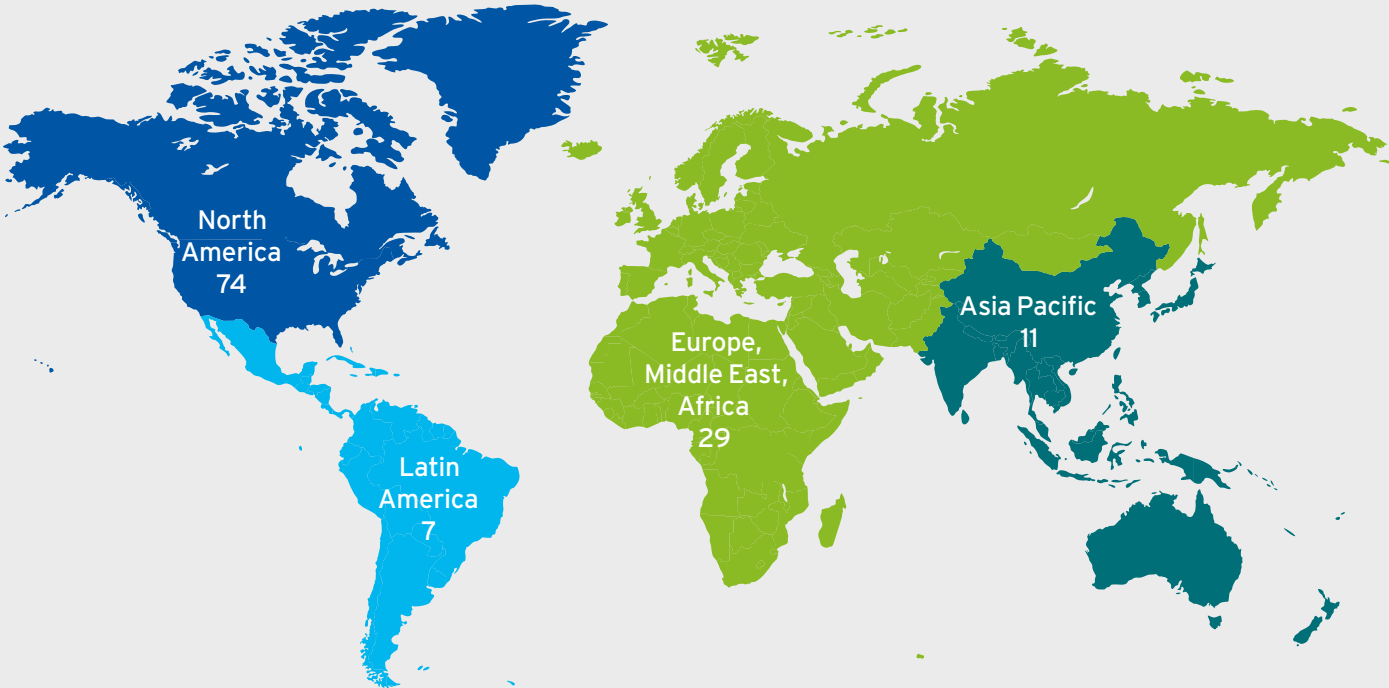 North
America
74
Latin
America
7
Europe,
Middle East,
Africa
29
Asia Pacific
11